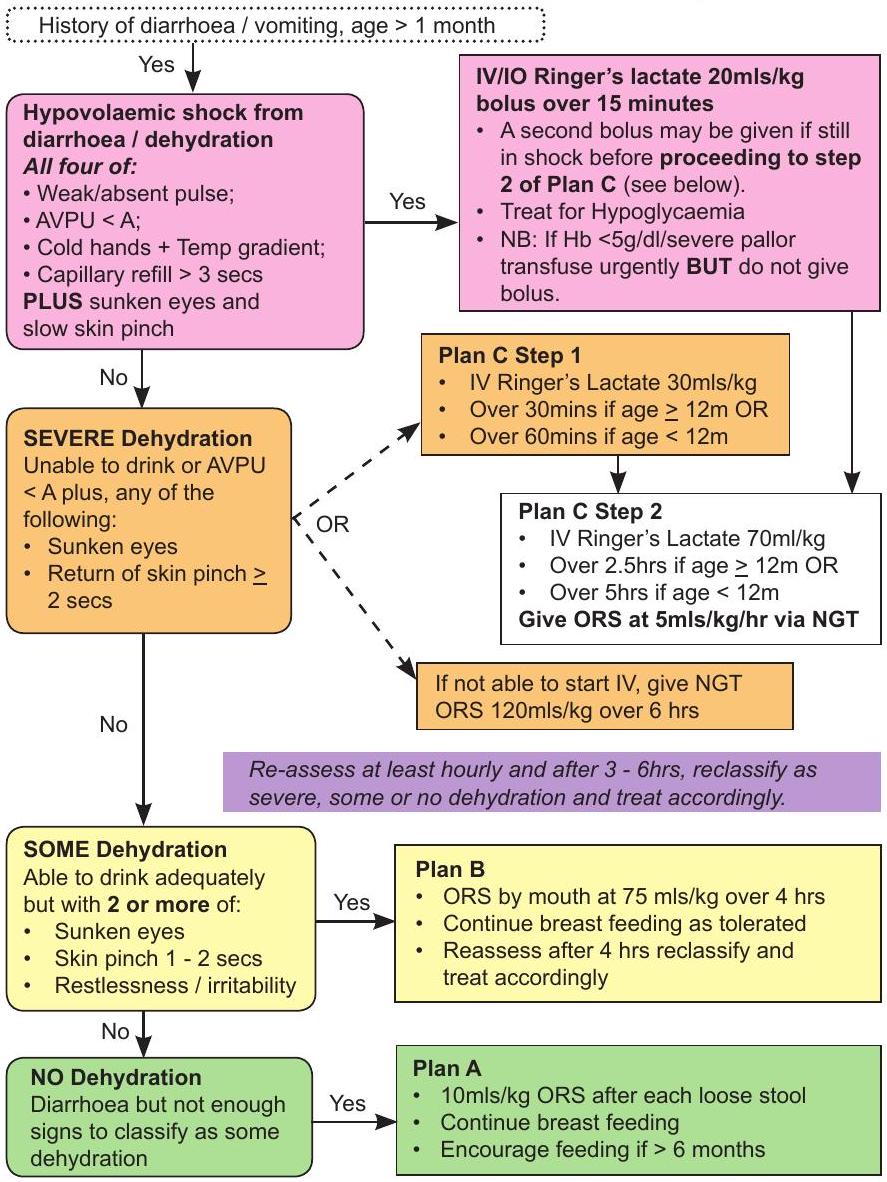 History of diarrhoea / vomiting, age > 1 month
Yes
Hypovolaemic shock from
diarrhoea / dehydration
All four of:
• Weak/absent pulse;
• AVPU < A;
• Cold hands + Temp gradient;
• Capillary refill > 3 secs
PLUS sunken eyes and
slow skin pinch
Yes
IV/IO Ringer's lactate 20mls/kg
bolus over 15 minutes
• A second bolus may be given if still
in shock before proceeding to step
2 of Plan C (see below).
• Treat for Hypoglycaemia
• NB: If Hb <5g/dl/severe pallor
transfuse urgently BUT do not give
bolus.
No
SEVERE Dehydration
Unable to drink or AVPU
< A plus, any of the
following:
• Sunken eyes
• Return of skin pinch ≥
2 secs
OR
Plan C Step 1
• IV Ringer's Lactate 30mls/kg
• Over 30mins if age ≥ 12m OR
• Over 60mins if age < 12m
Plan C Step 2
• IV Ringer's Lactate 70ml/kg
• Over 2.5hrs if age ≥ 12m OR
• Over 5hrs if age < 12m
Give ORS at 5mls/kg/hr via NGT
If not able to start IV, give NGT
ORS 120mls/kg over 6 hrs
No
Re-assess at least hourly and after 3 - 6hrs, reclassify as
severe, some or no dehydration and treat accordingly.
SOME Dehydration
Able to drink adequately
but with 2 or more of:
• Sunken eyes
• Skin pinch 1 - 2 secs
• Restlessness / irritability
Yes
Plan B
• ORS by mouth at 75 mls/kg over 4 hrs
• Continue breast feeding as tolerated
• Reassess after 4 hrs reclassify and
treat accordingly
No
NO Dehydration
Diarrhoea but not enough
signs to classify as some
dehydration
Yes
Plan A
• 10mls/kg ORS after each loose stool
• Continue breast feeding
• Encourage feeding if > 6 months